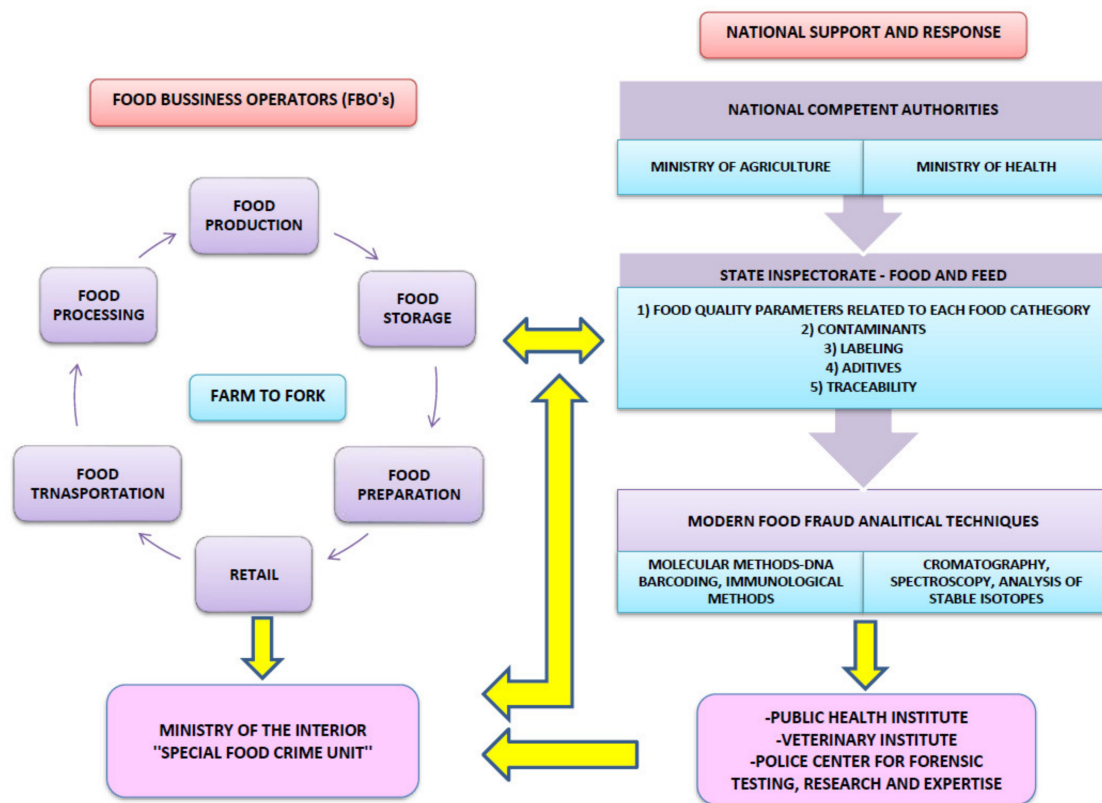 FOOD BUSSINESS OPERATORS (FBO's)
FOOD
PRODUCTION
FOOD
STORAGE
FOOD
PREPARATION
RETAIL
FOOD
TRNASPORTATION
FOOD
PROCESSING
FARM TO FORK
MINISTRY OF THE INTERIOR
"SPECIAL FOOD CRIME UNIT"
NATIONAL SUPPORT AND RESPONSE
NATIONAL COMPETENT AUTHORITIES
MINISTRY OF AGRICULTURE
MINISTRY OF HEALTH
STATE INSPECTORATE - FOOD AND FEED
1) FOOD QUALITY PARAMETERS RELATED TO EACH FOOD CATHEGORY
2) CONTAMINANTS
3) LABELING
4) ADITIVES
5) TRACEABILITY
MODERN FOOD FRAUD ANALITICAL TECHNIQUES
MOLECULAR METHODS-DNA
BARCODING, IMMUNOLOGICAL
METHODS
CROMATOGRAPHY,
SPECTROSCOPY, ANALYSIS OF
STABLE ISOTOPES
-PUBLIC HEALTH INSTITUTE
-VETERINARY INSTITUTE
-POLICE CENTER FOR FORENSIC
TESTING, RESEARCH AND EXPERTISE